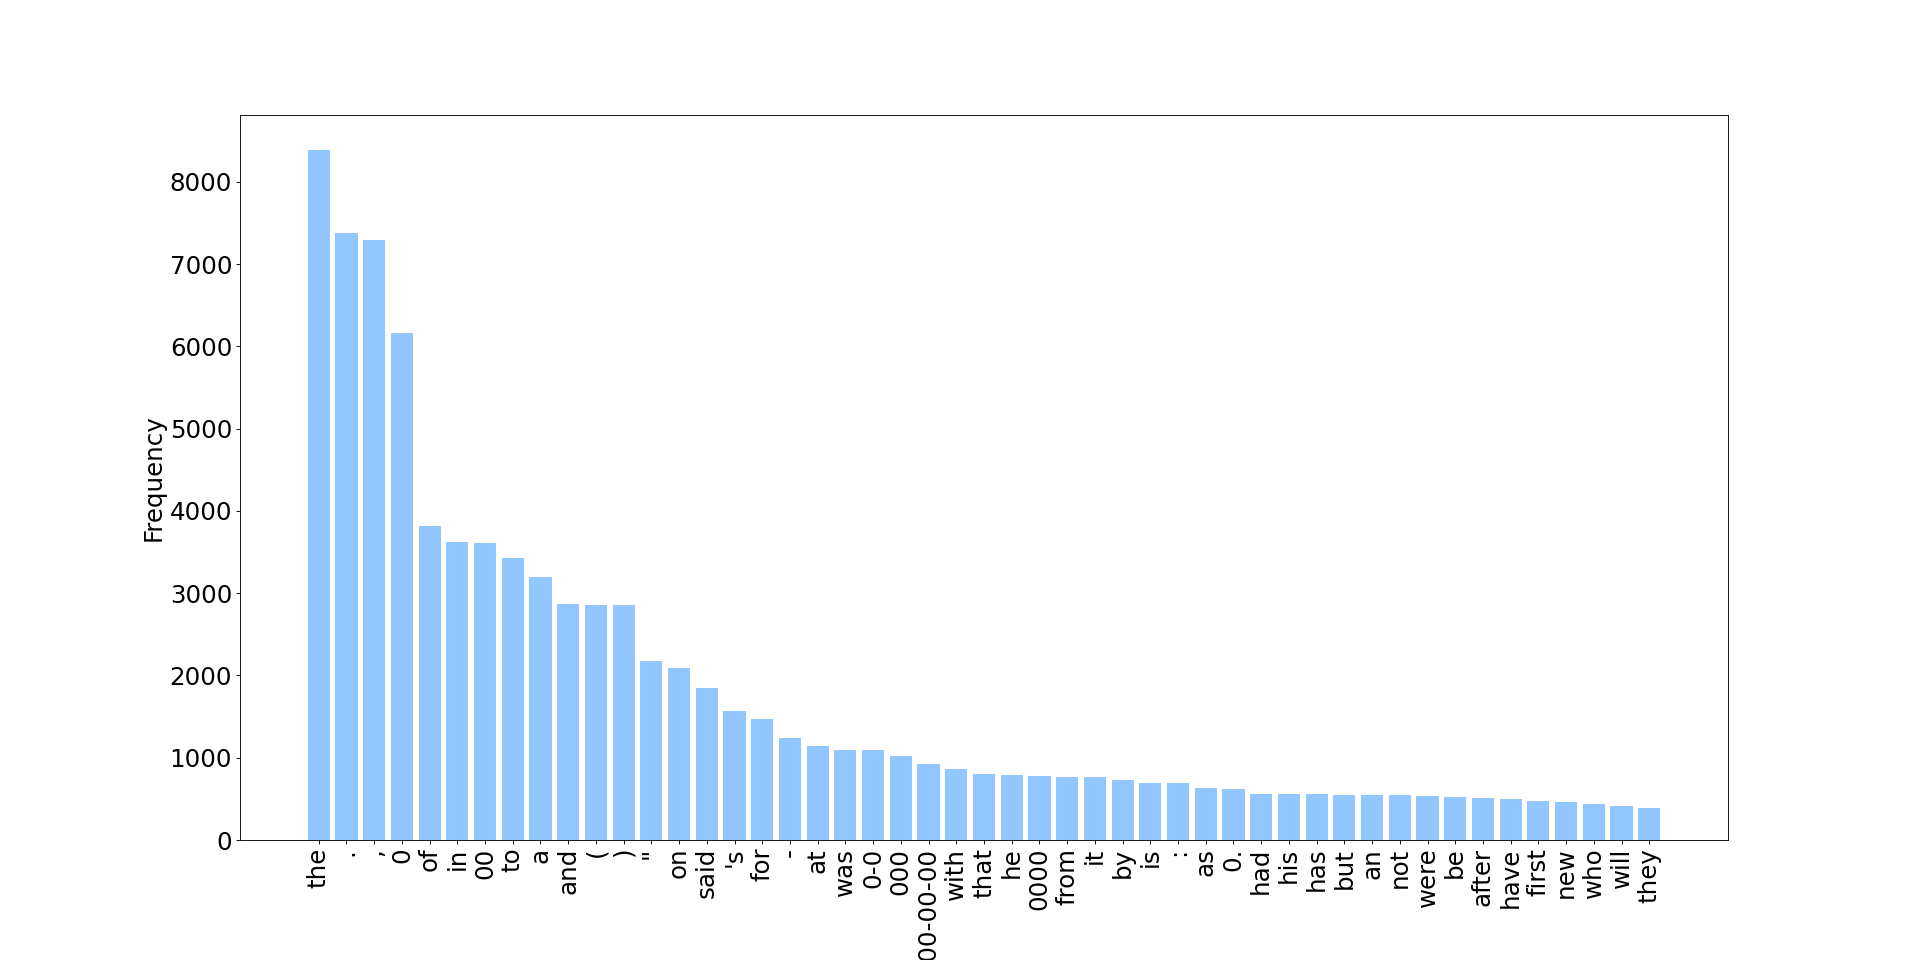 Frequency
8000
7000
6000
5000
4000
3000
2000
1000
0
the
.
,
0
of
in
00
to
a
and
(
)
"
on
said
's
for
-
at
was
0-0
000
00-00-00
with
that
he
0000
from
it
by
is
:
as
0.
had
his
has
but
an
not
were
be
after
have
first
new
who
will
they